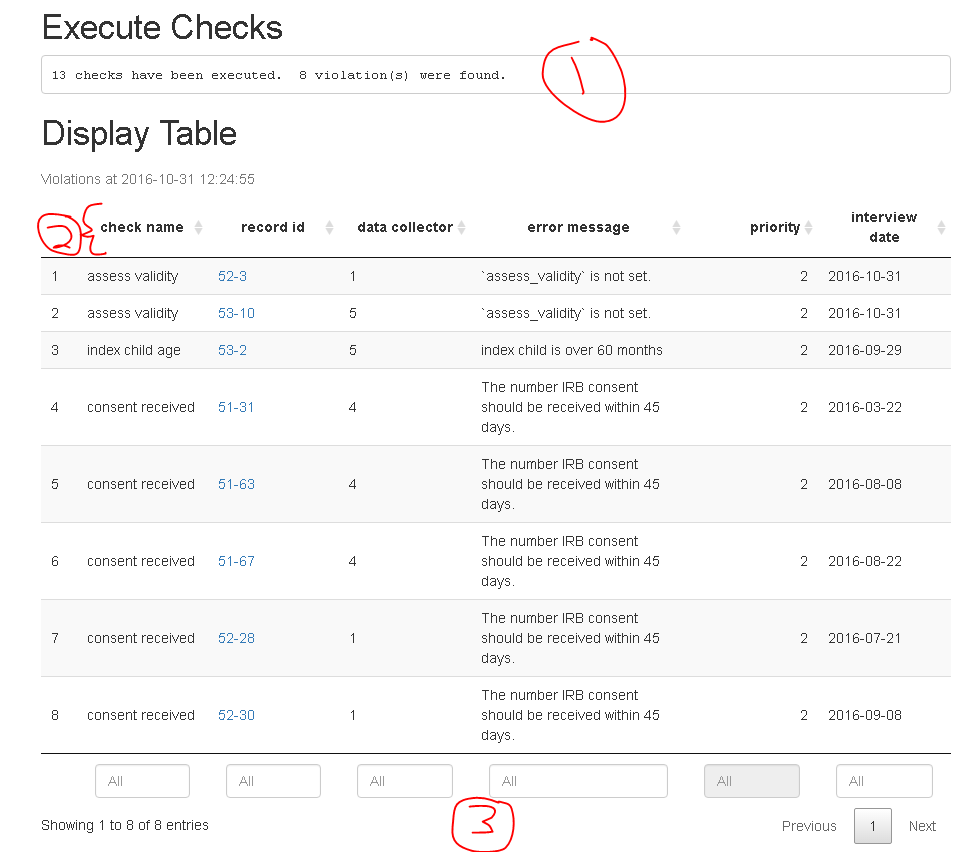 Execute Checks
13 checks have been executed.  8 violation(s) were found.
1
Display Table
Violations at 2016-10-31 12:24:55
2 { check name record id data collector error message priority interview date
1 assess validity 52-3 1 `assess_validity` is not set. 2 2016-10-31
2 assess validity 53-10 5 `assess_validity` is not set. 2 2016-10-31
3 index child age 53-2 5 index child is over 60 months 2 2016-09-29
4 consent received 51-31 4 The number IRB consent should be received within 45 days. 2 2016-03-22
5 consent received 51-63 4 The number IRB consent should be received within 45 days. 2 2016-08-08
6 consent received 51-67 4 The number IRB consent should be received within 45 days. 2 2016-08-22
7 consent received 52-28 1 The number IRB consent should be received within 45 days. 2 2016-07-21
8 consent received 52-30 1 The number IRB consent should be received within 45 days. 2 2016-09-08
All All All All All All
3
Showing 1 to 8 of 8 entries Previous 1 Next